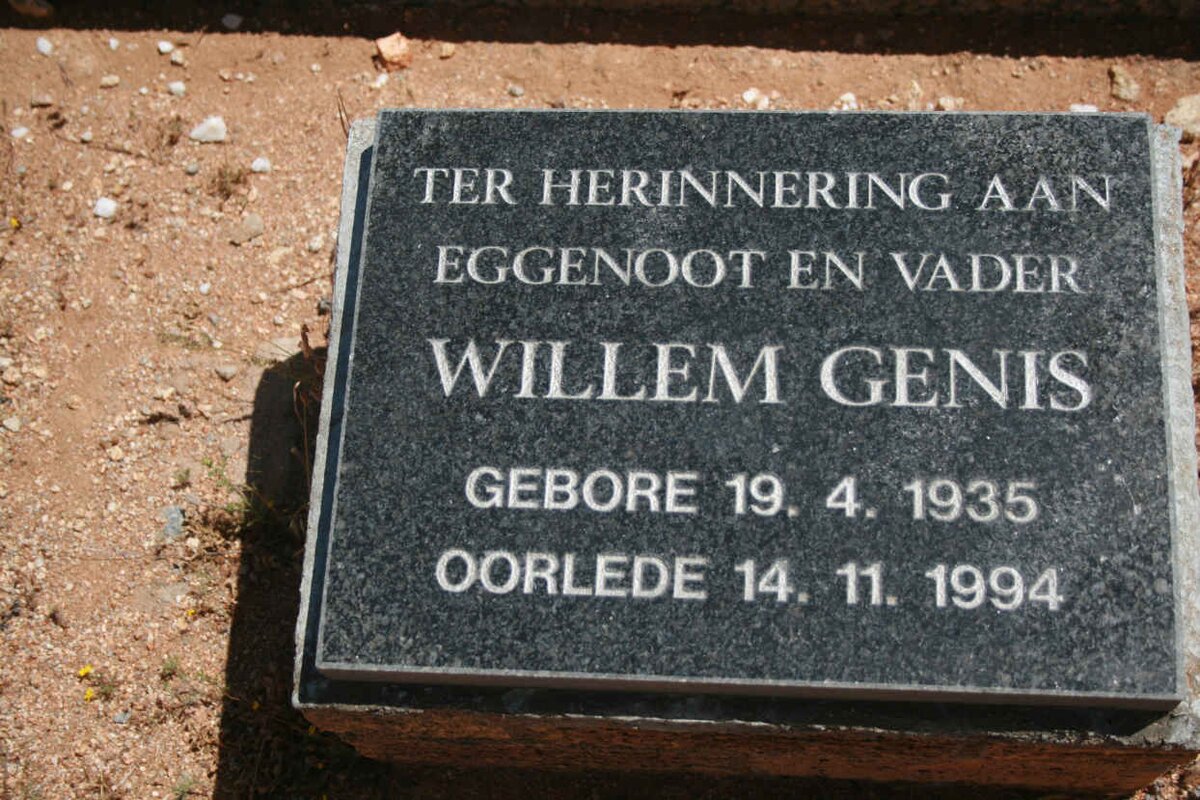 TER HERINNERING AAN
EGGENOOT EN VADER
WILLEM GENIS
GEBORE 19. 4. 1935
OORLEDE 14. 11. 1994